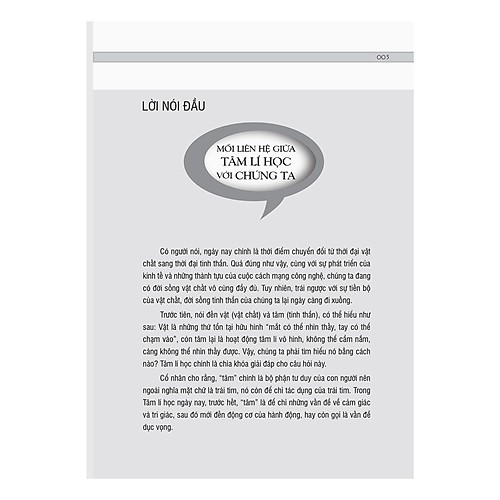 005
LỜI NÓI ĐẦU
MỐI LIÊN HỆ GIỮA
TÂM LÍ HỌC
VỚI CHÚNG TA
Có người nói, ngày nay chính là thời điểm chuyển đổi từ thời đại vật
chất sang thời đại tinh thần. Quả đúng như vậy, cùng với sự phát triển của
kinh tế và những thành tựu của cuộc cách mạng công nghệ, chúng ta đang
có đời sống vật chất vô cùng đầy đủ. Tuy nhiên, trái ngược với sự tiến bộ
của vật chất, đời sống tinh thần của chúng ta lại ngày càng đi xuống.
Trước tiên, nói đến vật (vật chất) và tâm (tinh thần), có thể hiểu như
sau: Vật là những thứ tồn tại hữu hình “mắt có thể nhìn thấy, tay có thể
chạm vào”, còn tâm lại là hoạt động tâm lí vô hình, không thể cầm nắm,
càng không thể nhìn thấy được. Vậy, chúng ta phải tìm hiểu nó bằng cách
nào? Tâm lí học chính là chìa khóa giải đáp cho câu hỏi này.
Cổ nhân cho rằng, “tâm” chính là bộ phận tư duy của con người nên
ngoài nghĩa mặt chữ là trái tim, nó còn để chỉ tác dụng của trái tim. Trong
Tâm lí học ngày nay, trước hết, “tâm” là để chỉ những vấn đề về cảm giác
và tri giác, sau đó mới đến động cơ của hành động, hay còn gọi là vấn đề
dục vọng.